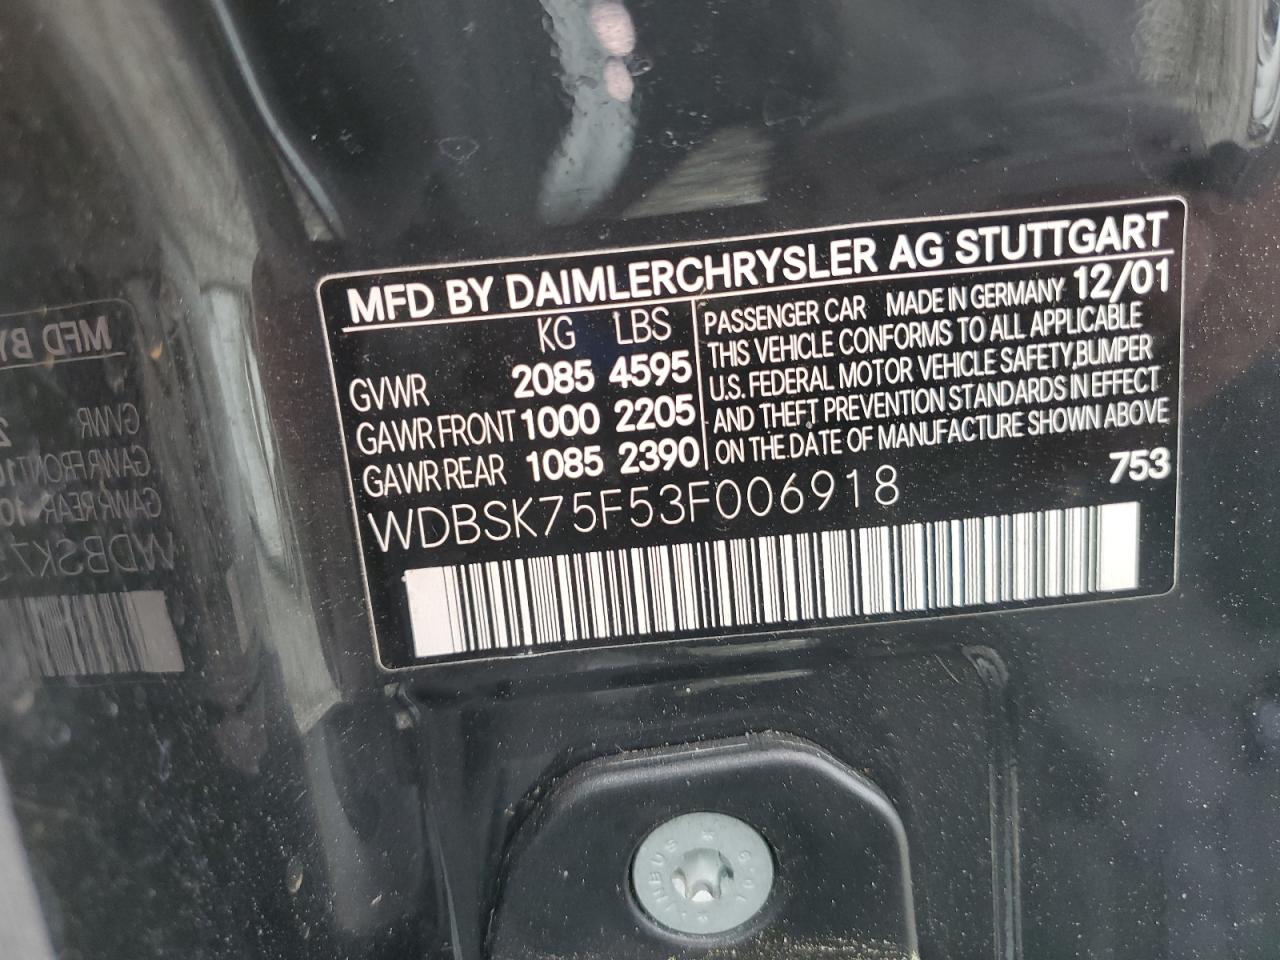 MFD BY DAIMLERCHRYSLER AG STUTTGART
KG LBS
GVWR 2085 4595
GAWR FRONT 1000 2205
GAWR REAR 1085 2390
PASSENGER CAR MADE IN GERMANY 12/01
THIS VEHICLE CONFORMS TO ALL APPLICABLE
U.S. FEDERAL MOTOR VEHICLE SAFETY,BUMPER
AND THEFT PREVENTION STANDARDS IN EFFECT
ON THE DATE OF MANUFACTURE SHOWN ABOVE
753
WDBSK75F53F006918